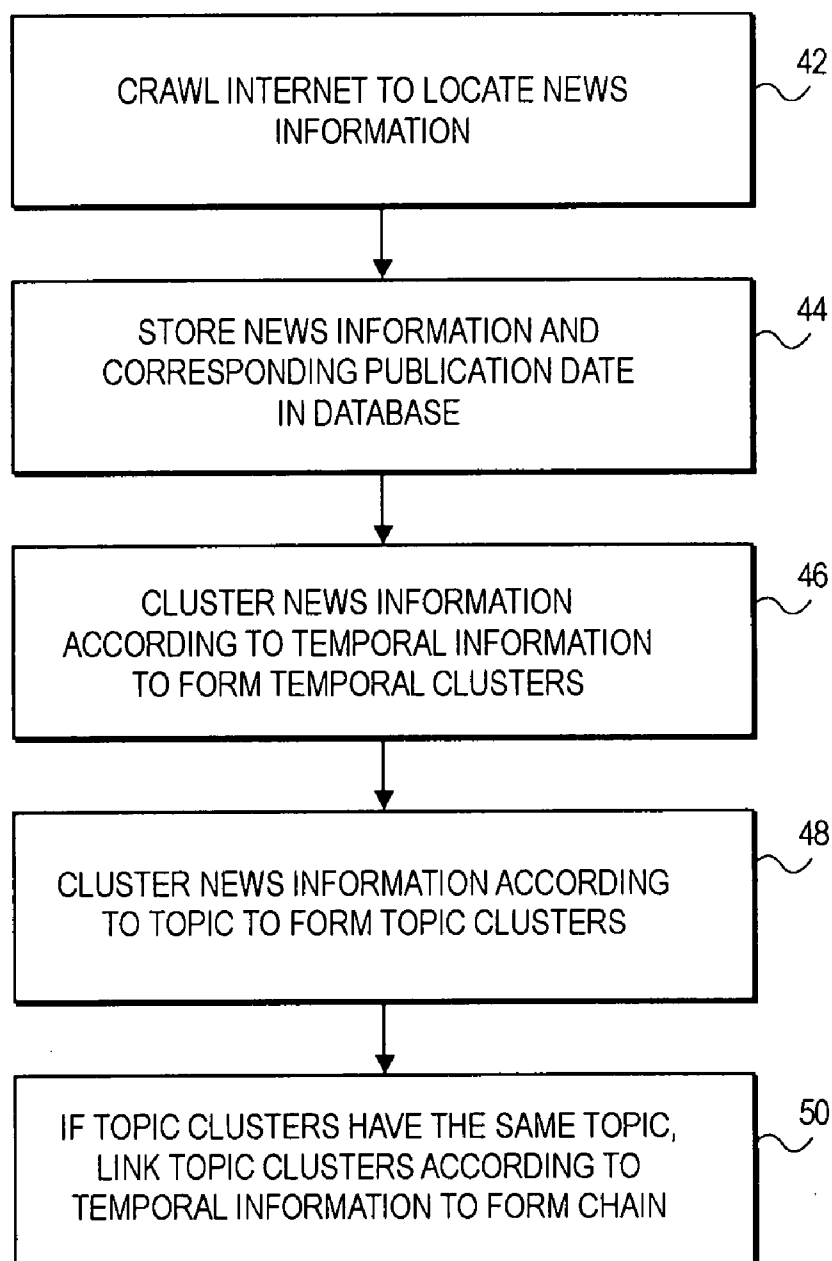 42
CRAWL INTERNET TO LOCATE NEWS
INFORMATION
44
STORE NEWS INFORMATION AND
CORRESPONDING PUBLICATION DATE
IN DATABASE
46
CLUSTER NEWS INFORMATION
ACCORDING TO TEMPORAL INFORMATION
TO FORM TEMPORAL CLUSTERS
48
CLUSTER NEWS INFORMATION ACCORDING
TO TOPIC TO FORM TOPIC CLUSTERS
50
IF TOPIC CLUSTERS HAVE THE SAME TOPIC,
LINK TOPIC CLUSTERS ACCORDING TO
TEMPORAL INFORMATION TO FORM CHAIN